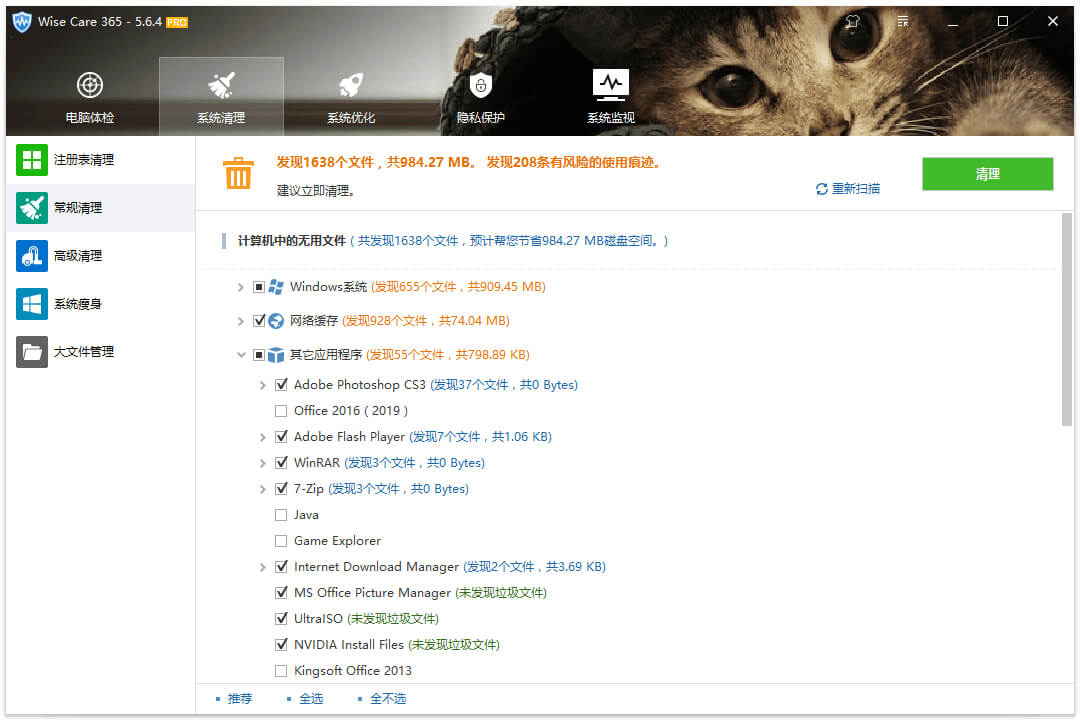 Wise Care 365 - 5.6.4 PRO
电脑体检
系统清理
系统优化
隐私保护
系统监视
注册表清理
常规清理
高级清理
系统瘦身
大文件管理
发现1638个文件，共984.27 MB。 发现208条有风险的使用痕迹。
建议立即清理。
重新扫描
清理
计算机中的无用文件 ( 共发现1638个文件，预计帮您节省984.27 MB磁盘空间。)
Windows系统 (发现655个文件，共909.45 MB)
网络缓存 (发现928个文件，共74.04 MB)
其它应用程序 (发现55个文件，共798.89 KB)
Adobe Photoshop CS3 (发现37个文件，共0 Bytes)
Office 2016 ( 2019 )
Adobe Flash Player (发现7个文件，共1.06 KB)
WinRAR (发现3个文件，共0 Bytes)
7-Zip (发现3个文件，共0 Bytes)
Java
Game Explorer
Internet Download Manager (发现2个文件，共3.69 KB)
MS Office Picture Manager (未发现垃圾文件)
UltraISO (未发现垃圾文件)
NVIDIA Install Files (未发现垃圾文件)
Kingsoft Office 2013
推荐
全选
全不选